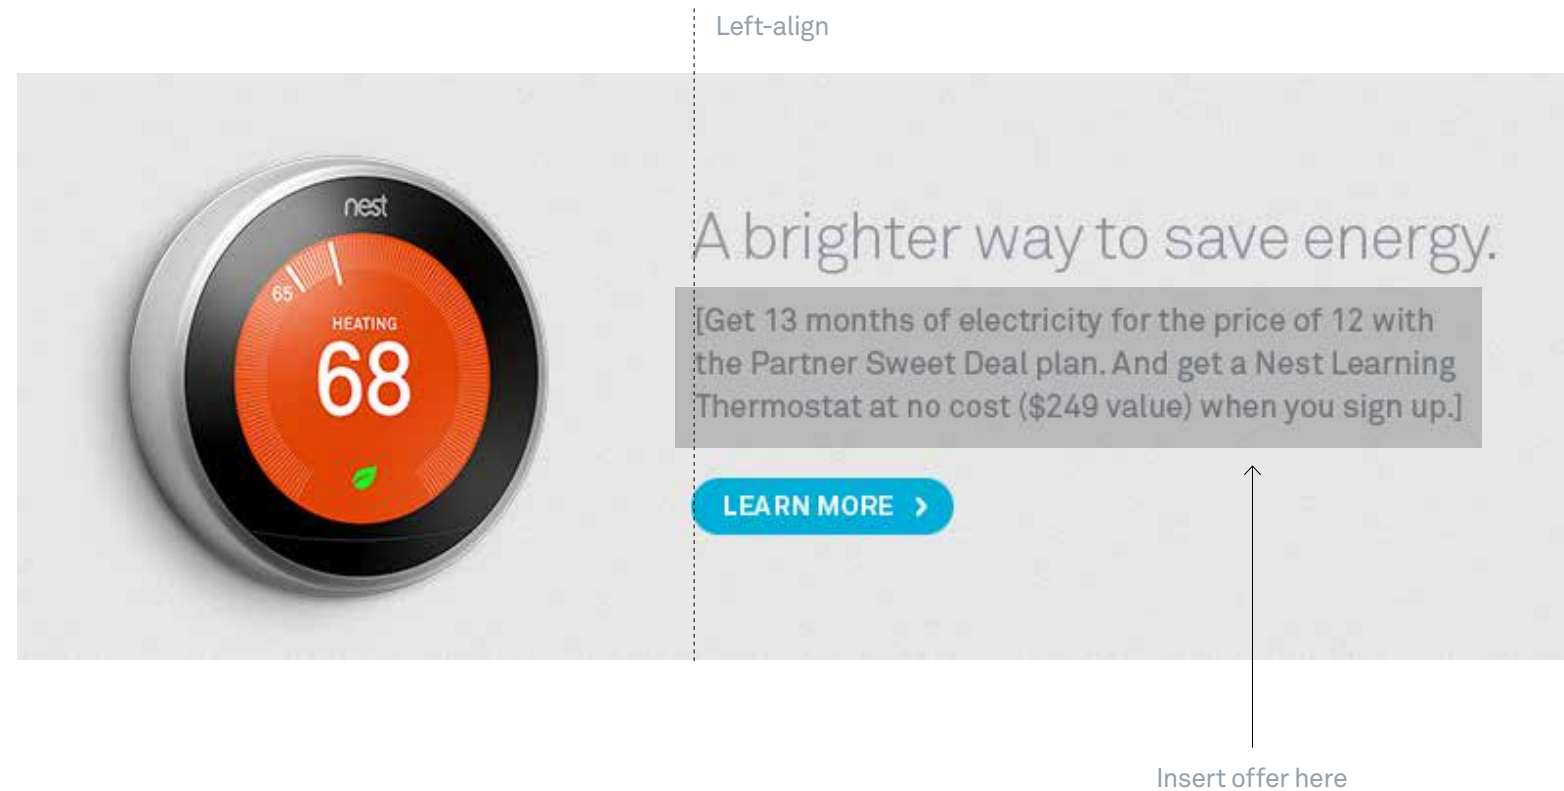 Left-align
nest
65
HEATING
68
A brighter way to save energy.
[Get 13 months of electricity for the price of 12 with
the Partner Sweet Deal plan. And get a Nest Learning
Thermostat at no cost ($249 value) when you sign up.]
LEARN MORE
Insert offer here